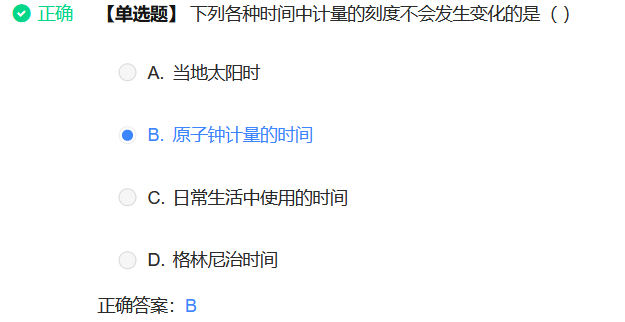 正确 【单选题】 下列各种时间中计量的刻度不会发生变化的是（ ）
A. 当地太阳时
B. 原子钟计量的时间
C. 日常生活中使用的时间
D. 格林尼治时间
正确答案：B